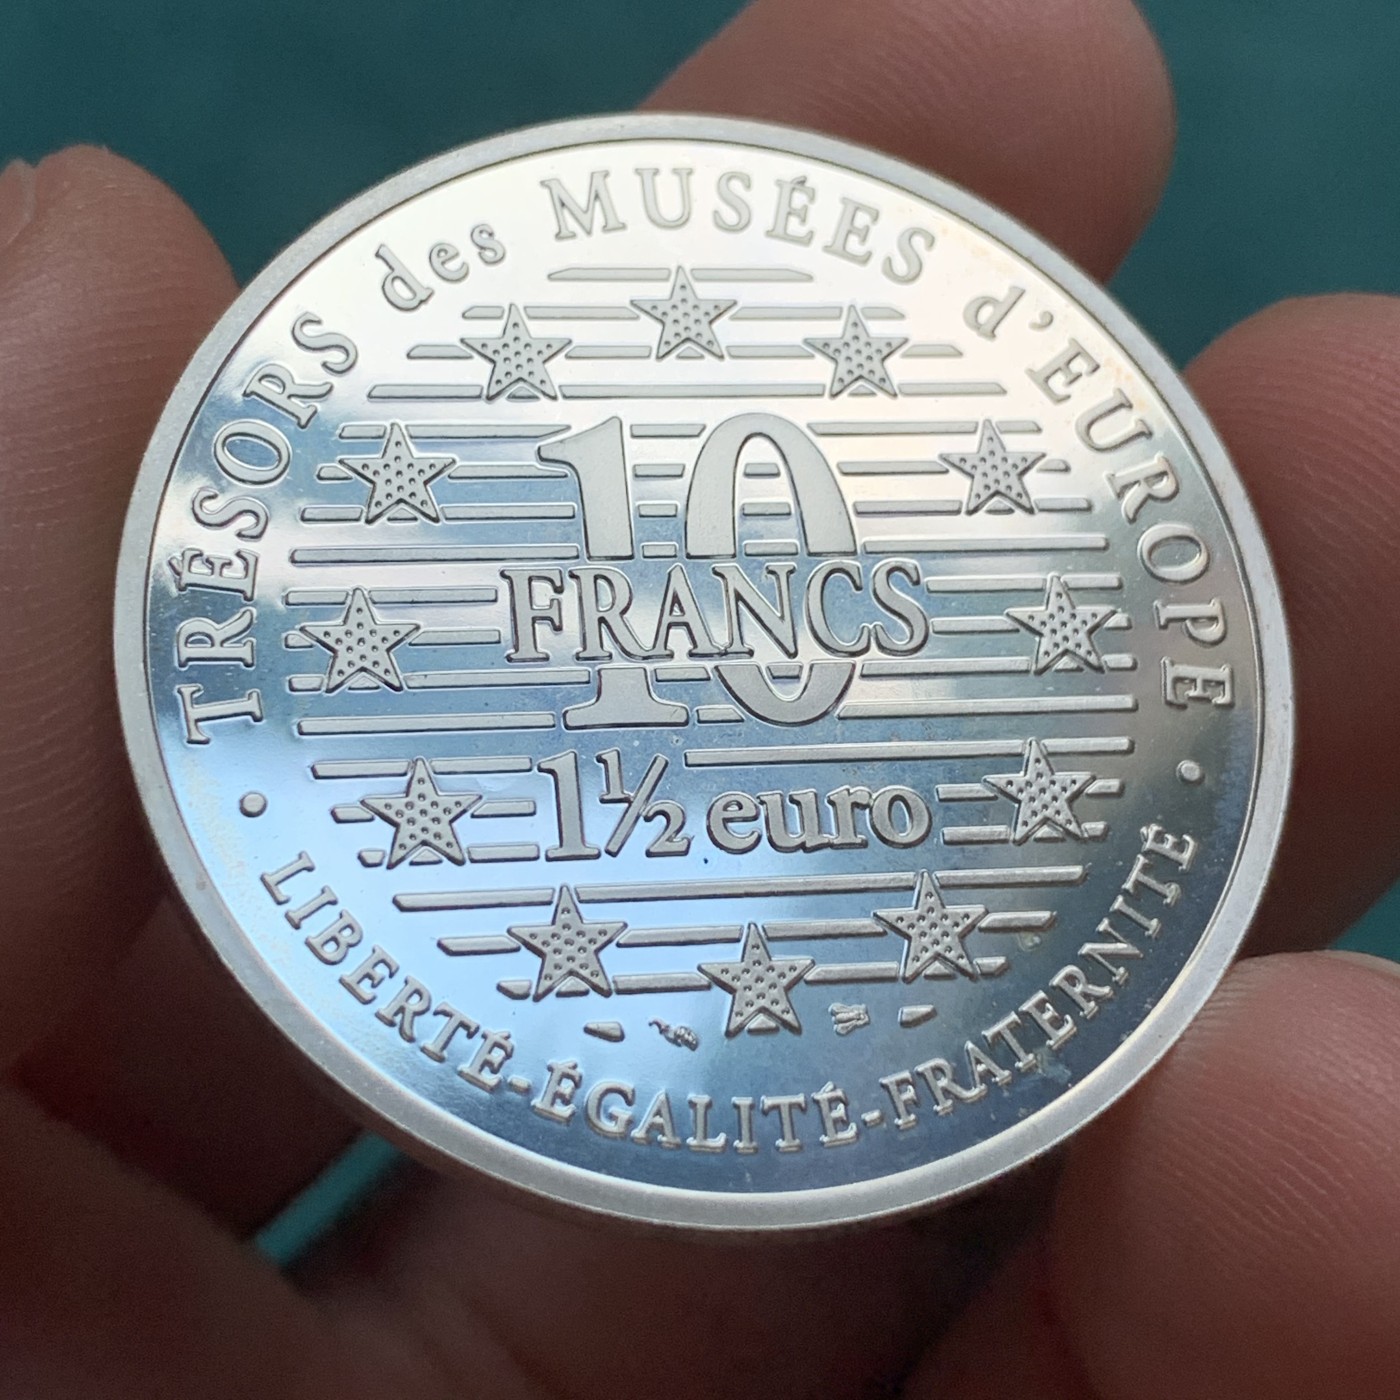 TRÉSORS des MUSÉES d'EUROPE
10
FRANCS
1½ euro
LIBERTÉ-ÉGALITÉ-FRATERNITÉ